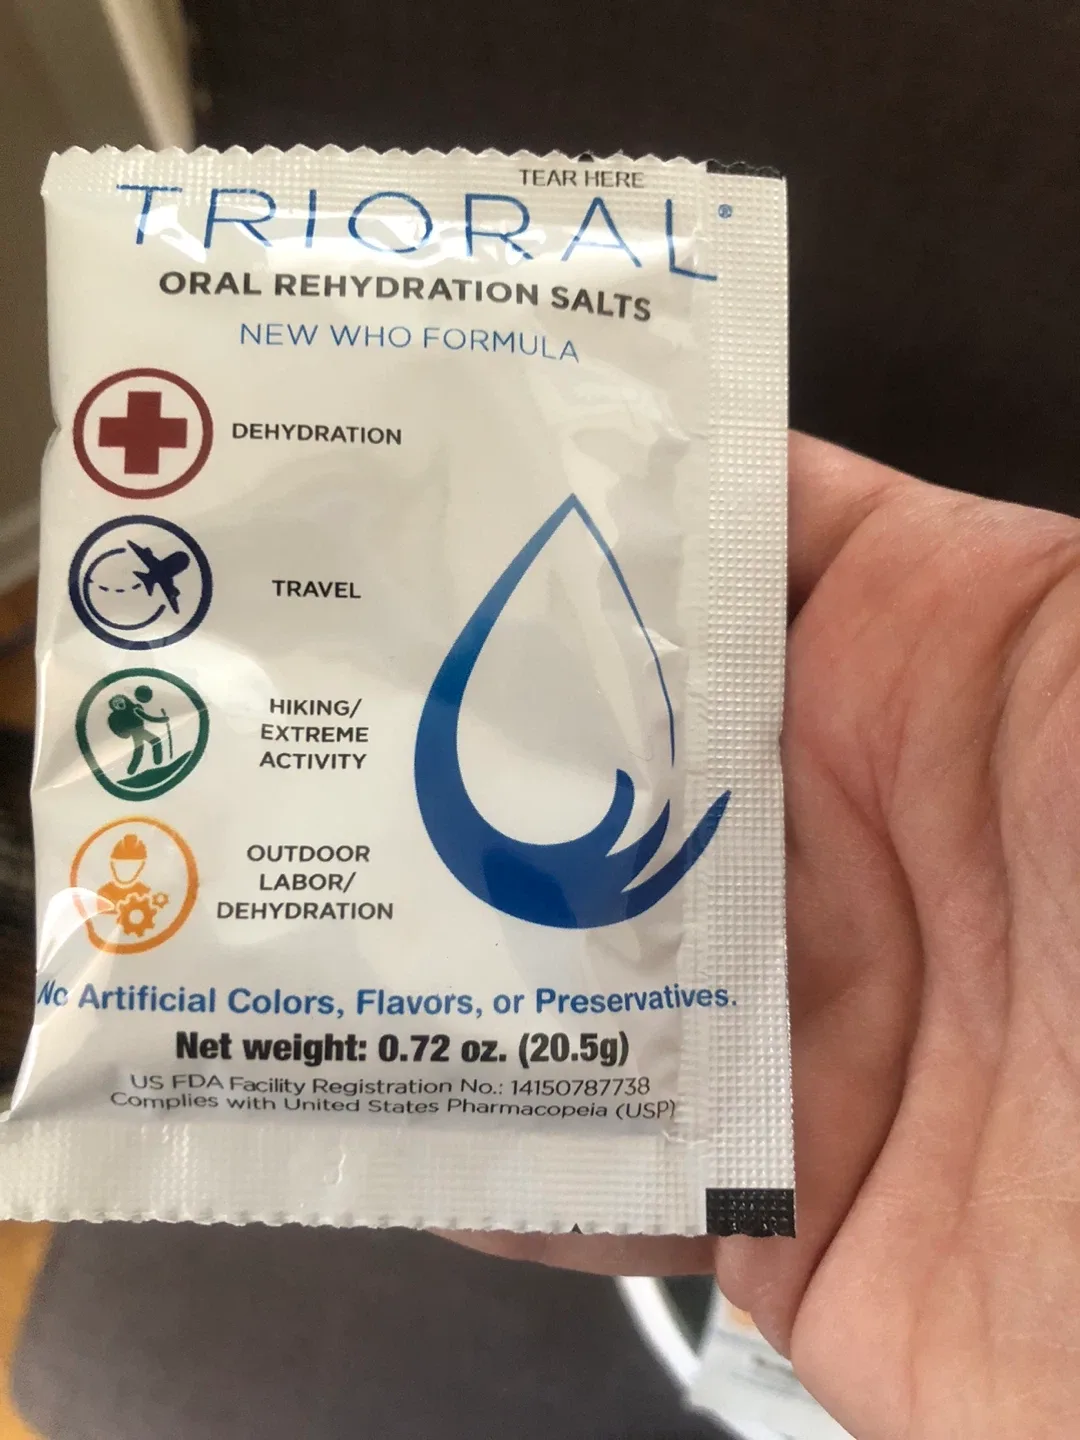 TEAR HERE
TRIORAL®
ORAL REHYDRATION SALTS
NEW WHO FORMULA
DEHYDRATION
TRAVEL
HIKING/
EXTREME
ACTIVITY
OUTDOOR
LABOR/
DEHYDRATION
No Artificial Colors, Flavors, or Preservatives.
Net weight: 0.72 oz. (20.5g)
US FDA Facility Registration No.: 14150787738
Complies with United States Pharmacopeia (USP)